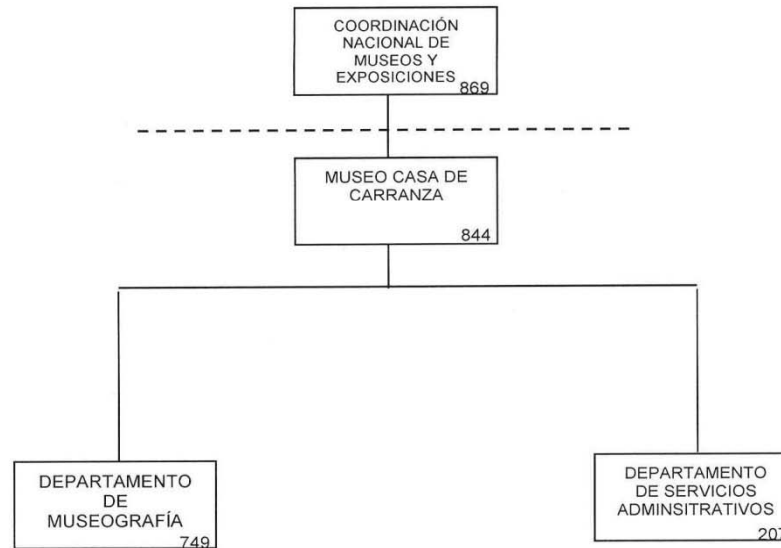 COORDINACIÓN
NACIONAL DE
MUSEOS Y
EXPOSICIONES
869
MUSEO CASA DE
CARRANZA
844
DEPARTAMENTO
DE
MUSEOGRAFÍA
749
DEPARTAMENTO
DE SERVICIOS
ADMINSITRATIVOS